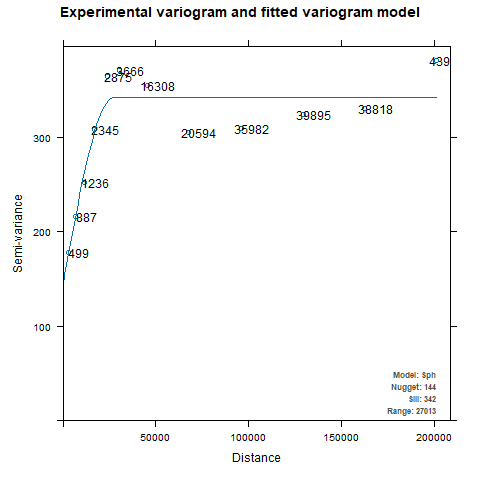 Experimental variogram and fitted variogram model
439
3666
2875
16308
39895
38818
2345
20594
35982
300
1236
887
Semi-variance
200
499
100
Model: Sph
Nugget: 144
Sill: 342
Range: 27013
50000 100000 150000 200000
Distance